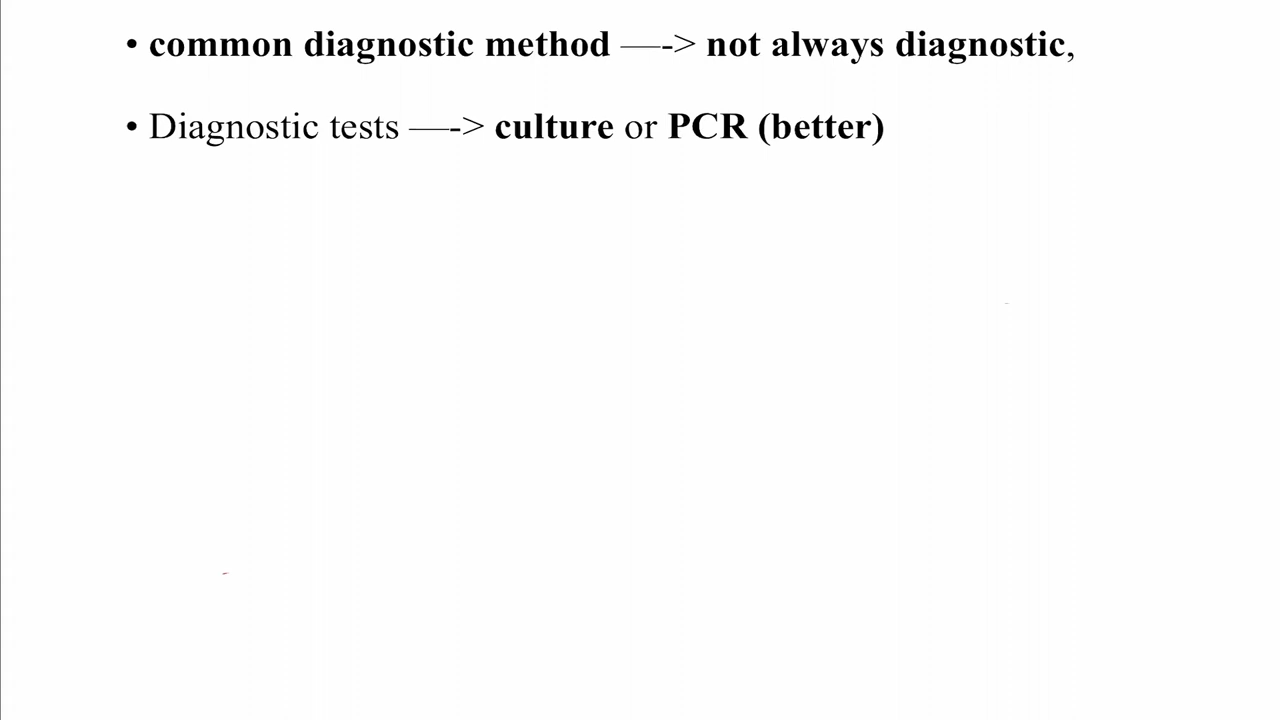 • common diagnostic method —-> not always diagnostic,
• Diagnostic tests —-> culture or PCR (better)